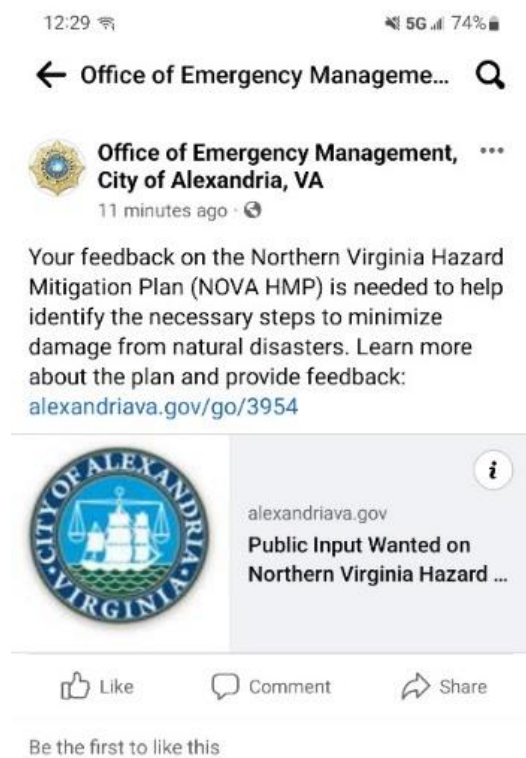 12:29 5G 74%
Office of Emergency Manageme...
Office of Emergency Management,
City of Alexandria, VA
11 minutes ago ·
Your feedback on the Northern Virginia Hazard
Mitigation Plan (NOVA HMP) is needed to help
identify the necessary steps to minimize
damage from natural disasters. Learn more
about the plan and provide feedback:
alexandriava.gov/go/3954
CITY OF ALEXANDRIA
VIRGINIA
i
alexandriava.gov
Public Input Wanted on
Northern Virginia Hazard ...
Like Comment Share
Be the first to like this